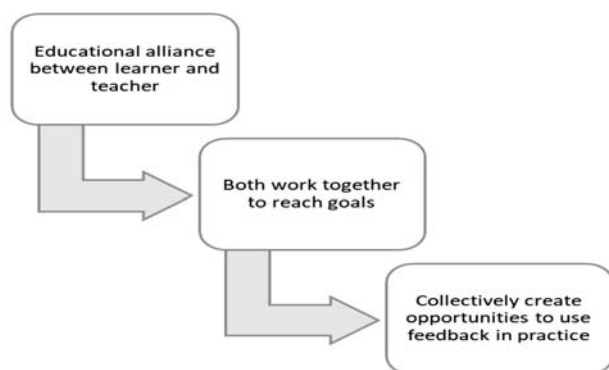 Educational alliance
between learner and
teacher
Both work together
to reach goals
Collectively create
opportunities to use
feedback in practice